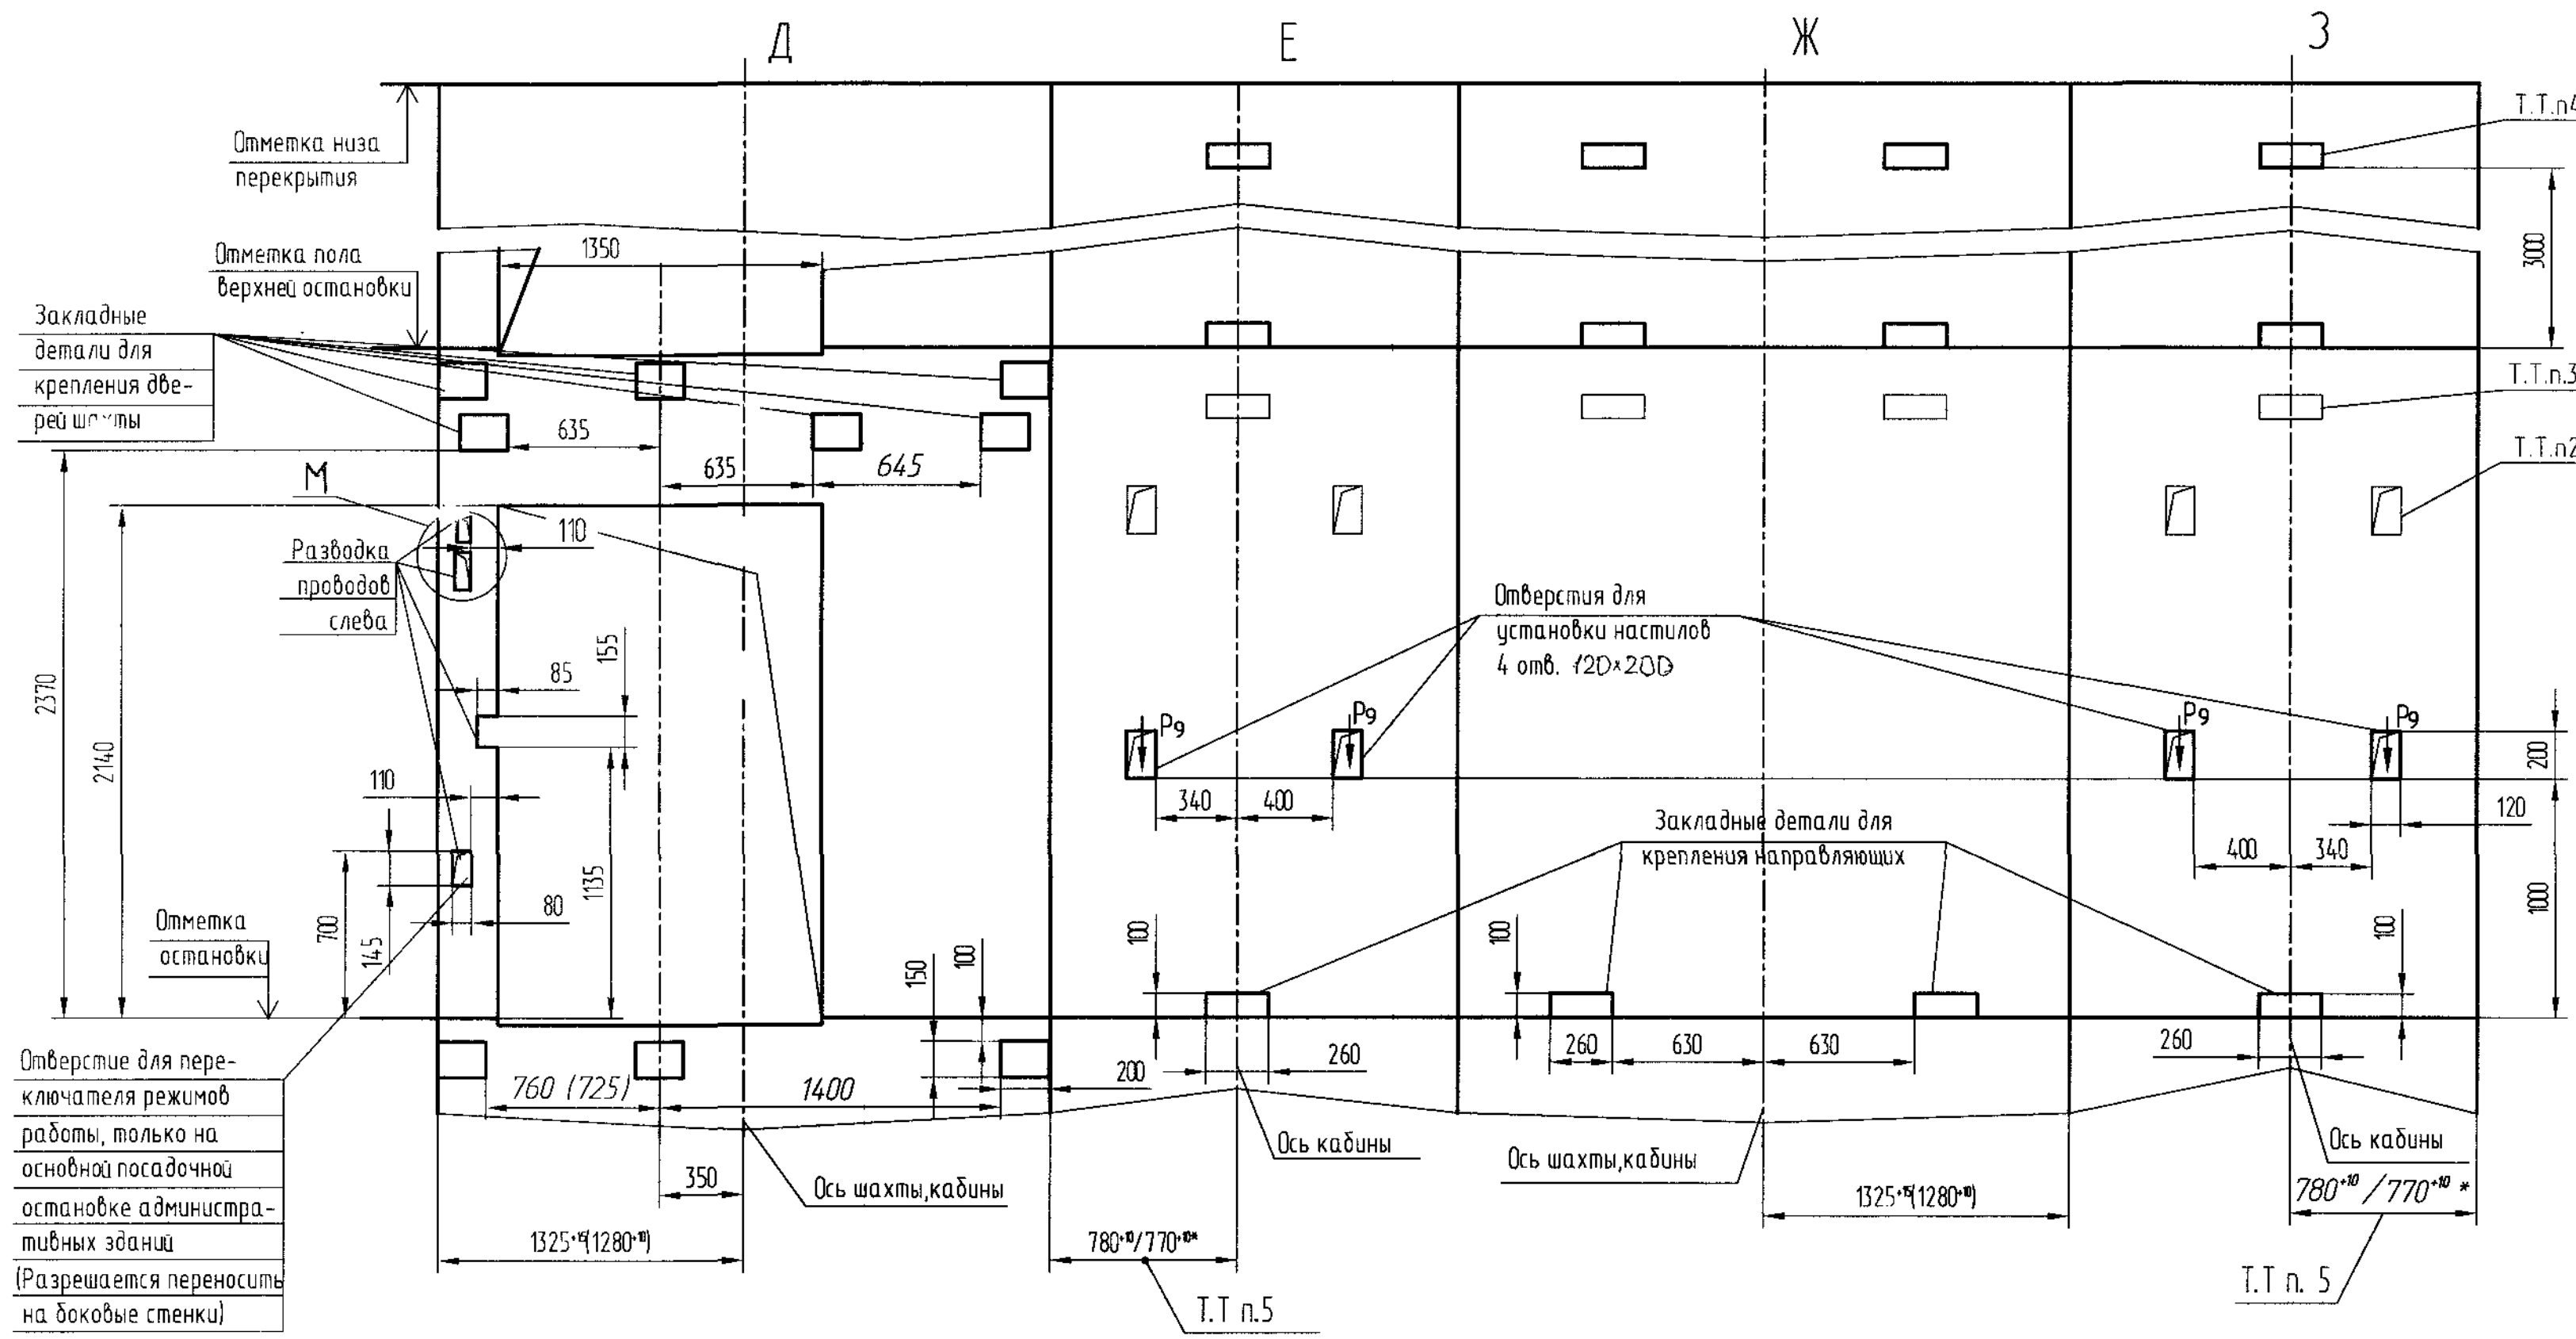 Д
Е
Ж
З
Т.Т.п4
Отметка низа
перекрытия
Отметка пола
верхней остановки
1350
3000
Закладные
детали для
крепления две-
рей шахты
Т.Т.п.3
Т.Т.п2
635
635
645
М
110
Разводка
проводов
слева
Отверстия для
установки настилов
4 отв. 120×200
85
155
2370
2140
P9
P9
P9
P9
200
110
340
400
120
Закладные детали для
крепления направляющих
400
340
1135
80
700
145
1000
Отметка
остановки
150
100
100
100
100
260
260
630
630
260
200
760 (725)
1400
Отверстие для пере-
ключателя режимов
работы, только на
основной посадочной
остановке администра-
тивных зданий
(Разрешается переносить
на боковые стенки)
Ось кабины
Ось шахты,кабины
Ось кабины
350
Ось шахты,кабины
1325+15(1280+10)
780+10/770+10*
1325+15(1280+10)
780+10/770+10 *
Т.Т п.5
Т.Т п. 5